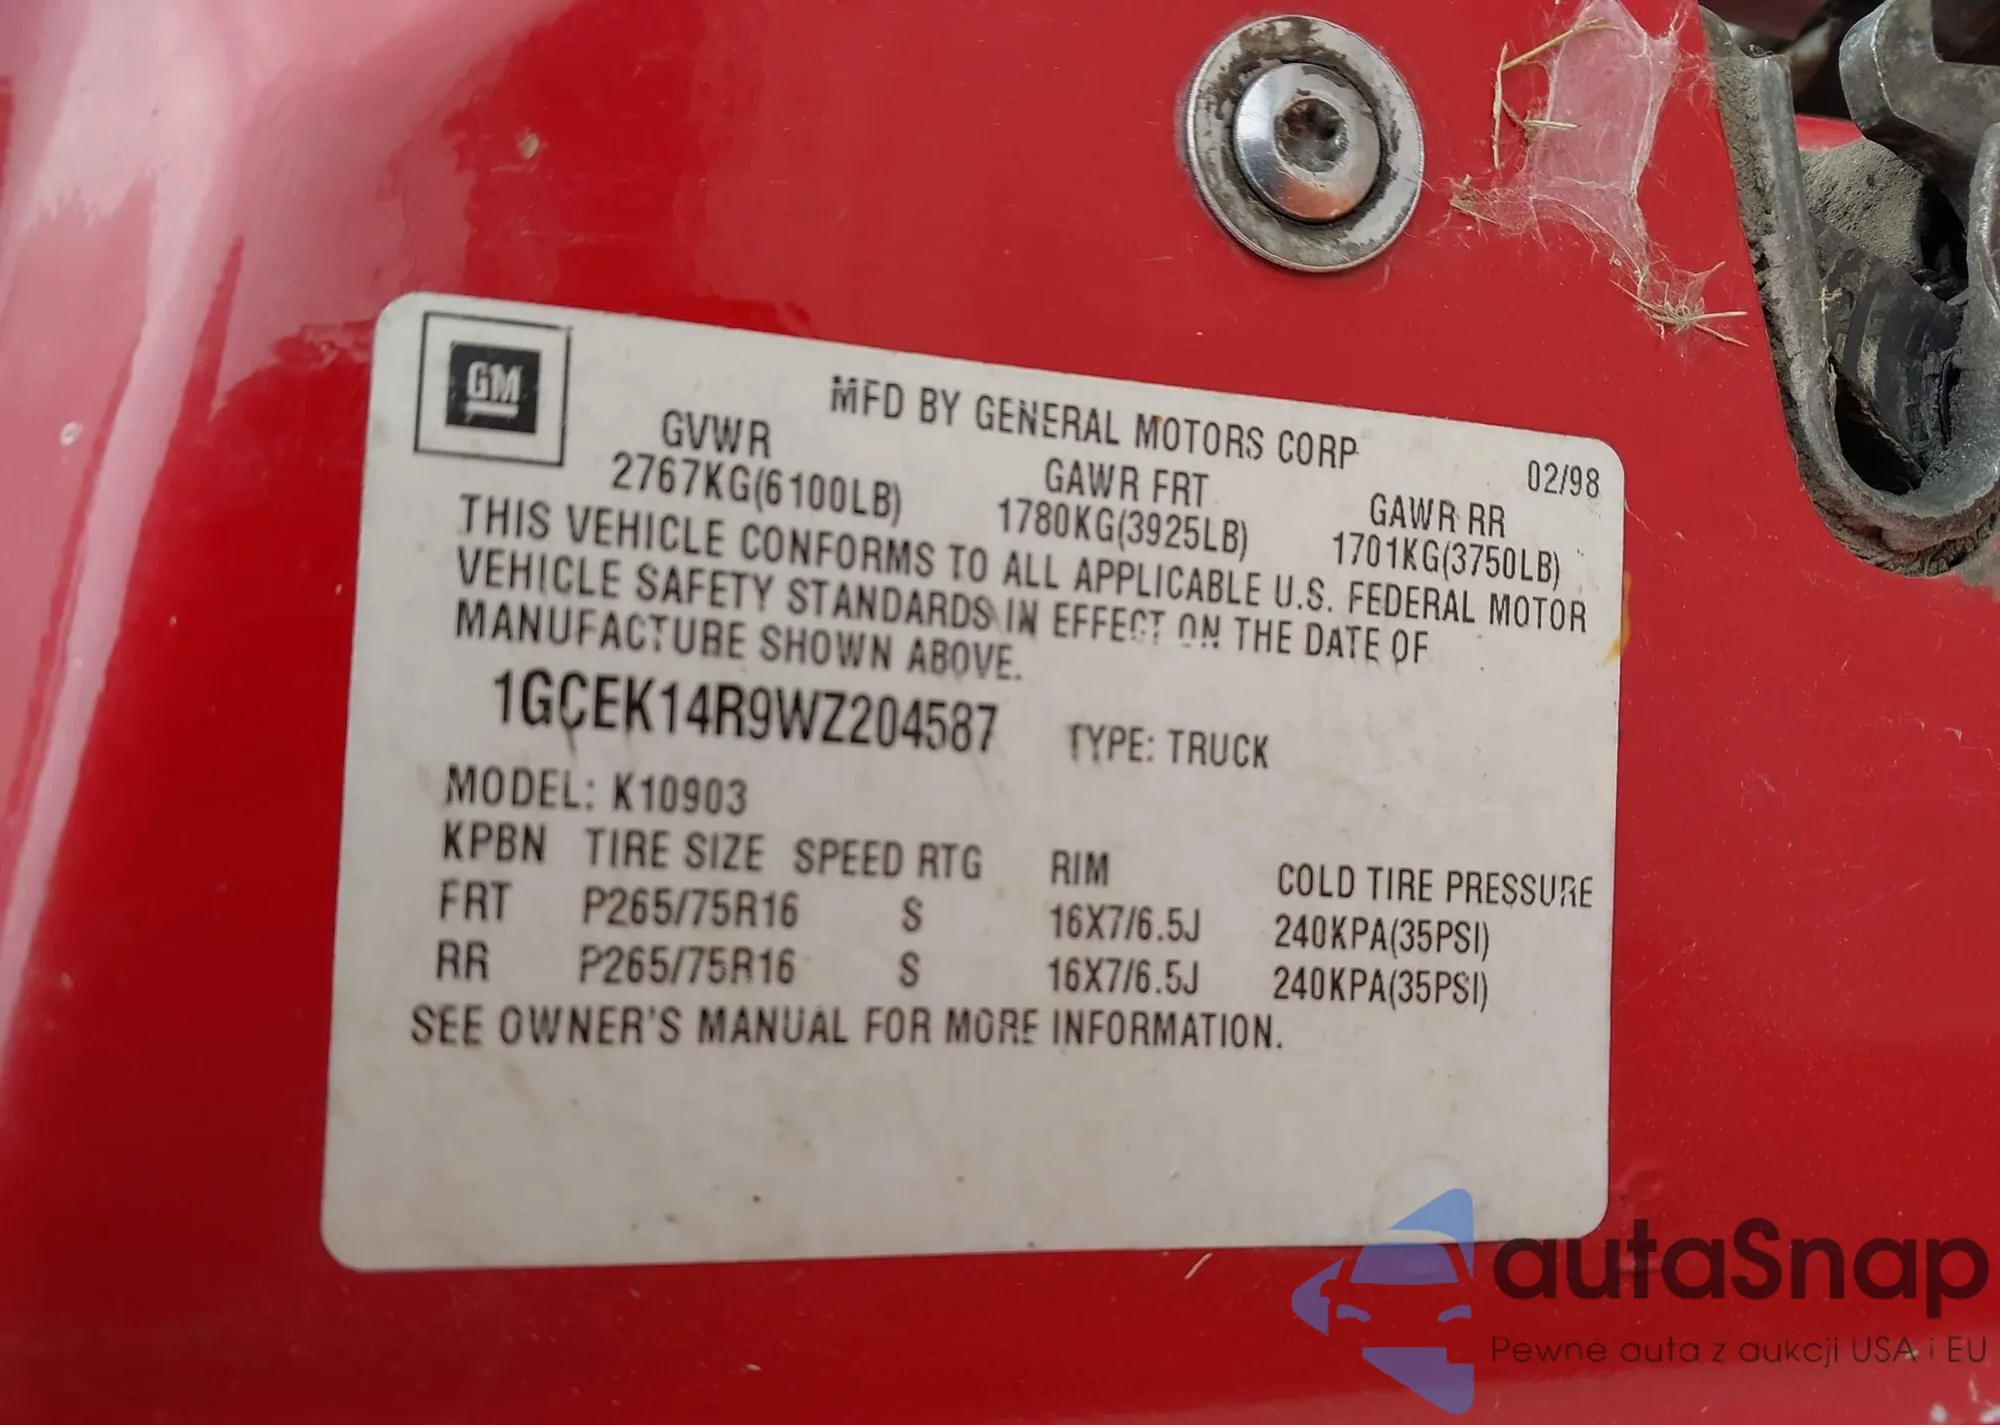 GM
MFD BY GENERAL MOTORS CORP
02/98
GVWR GAWR FRT GAWR RR
2767KG(6100LB) 1780KG(3925LB) 1701KG(3750LB)
THIS VEHICLE CONFORMS TO ALL APPLICABLE U.S. FEDERAL MOTOR
VEHICLE SAFETY STANDARDS IN EFFECT ON THE DATE OF
MANUFACTURE SHOWN ABOVE.
1GCEK14R9WZ204587 TYPE: TRUCK
MODEL: K10903
KPBN TIRE SIZE SPEED RTG RIM COLD TIRE PRESSURE
FRT P265/75R16 S 16X7/6.5J 240KPA(35PSI)
RR P265/75R16 S 16X7/6.5J 240KPA(35PSI)
SEE OWNER'S MANUAL FOR MORE INFORMATION.
autaSnap
Pewne auta z aukcji USA i EU